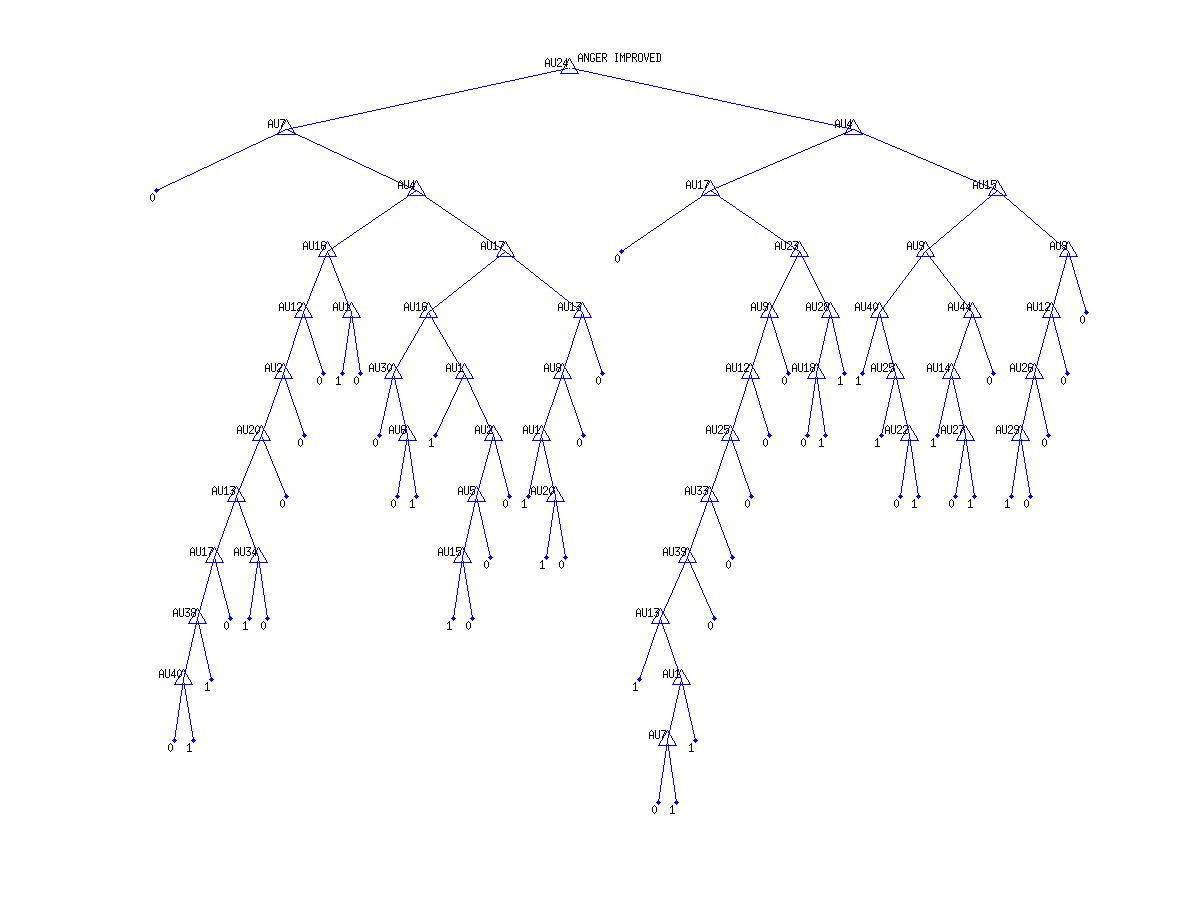 ANGER IMPROVED
AU24
AU7 AU4
0 AU4 AU17 AU15
AU16 AU17 0 AU23 AU9 AU9
AU12 AU1 AU16 AU13 AU9 AU28 AU40 AU44 AU12 0
AU2 0 1 0 AU30 AU1 AU8 0 AU12 0 AU18 1 1 AU25 AU14 0 AU26 0
AU20 0 0 AU6 1 AU2 AU1 0 AU25 0 0 1 1 AU22 1 AU27 AU29 0
AU13 0 0 1 AU5 0 1 AU20 AU33 0 0 1 0 1 1 0
AU17 AU34 AU15 0 1 0 AU39 0
AU38 0 1 0 1 0 AU13 0
AU40 1 1 AU1
0 1 AU7 1
0 1